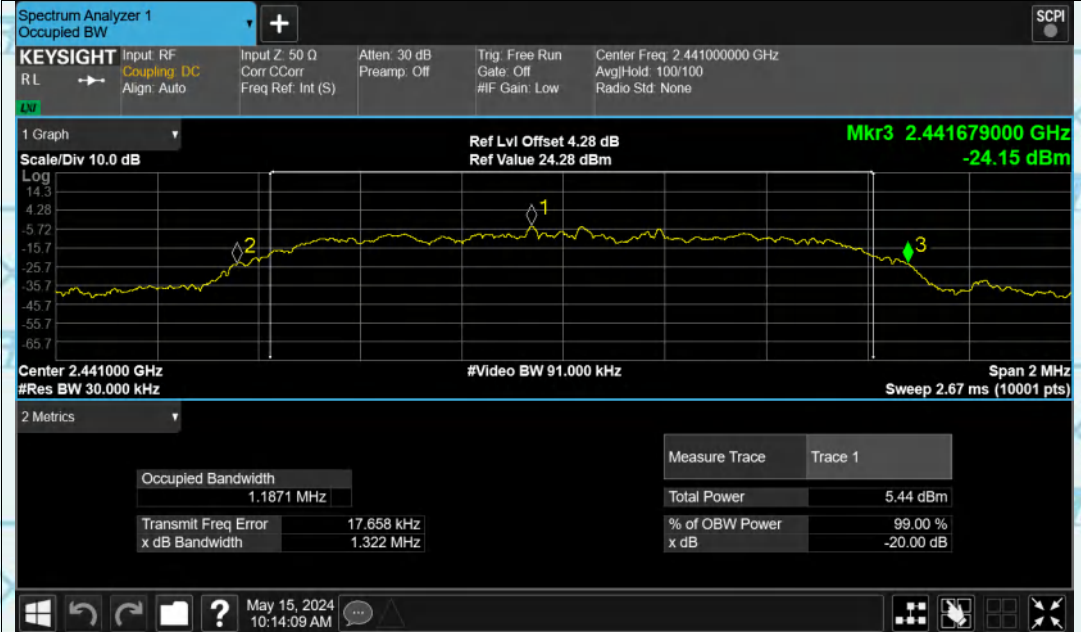 Spectrum Analyzer 1
Occupied BW
+
SCPI
KEYSIGHT
RL
LNI
Input: RF
Coupling: DC
Align: Auto
Input Z: 50 Ω
Corr CCorr
Freq Ref: Int (S)
Atten: 30 dB
Preamp: Off
Trig: Free Run
Gate: Off
#IF Gain: Low
Center Freq: 2.441000000 GHz
Avg|Hold: 100/100
Radio Std: None
1 Graph
Scale/Div 10.0 dB
Ref Lvl Offset 4.28 dB
Ref Value 24.28 dBm
Mkr3 2.441679000 GHz
-24.15 dBm
Log
14.3
4.28
-5.72
-15.7
-25.7
-35.7
-45.7
-55.7
-65.7
1
2
3
Center 2.441000 GHz
#Res BW 30.000 kHz
#Video BW 91.000 kHz
Span 2 MHz
Sweep 2.67 ms (10001 pts)
2 Metrics
Occupied Bandwidth
1.1871 MHz
Transmit Freq Error 17.658 kHz
x dB Bandwidth 1.322 MHz
Measure Trace Trace 1
Total Power 5.44 dBm
% of OBW Power 99.00 %
x dB -20.00 dB
?
May 15, 2024
10:14:09 AM